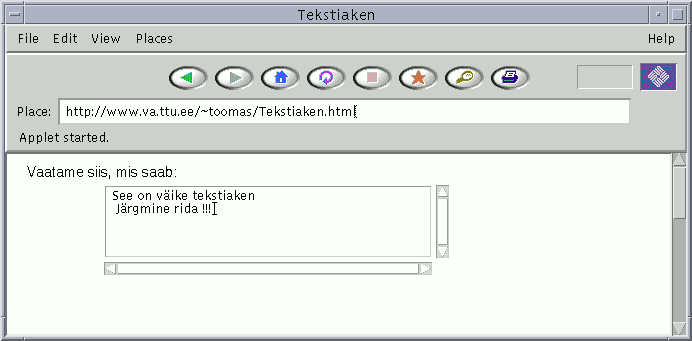 Tekstiaken
File Edit View Places Help
Place: http://www.va.ttu.ee/~toomas/Tekstiaken.html
Applet started.
Vaatame siis, mis saab:
See on väike tekstiaken
Järgmine rida !!!